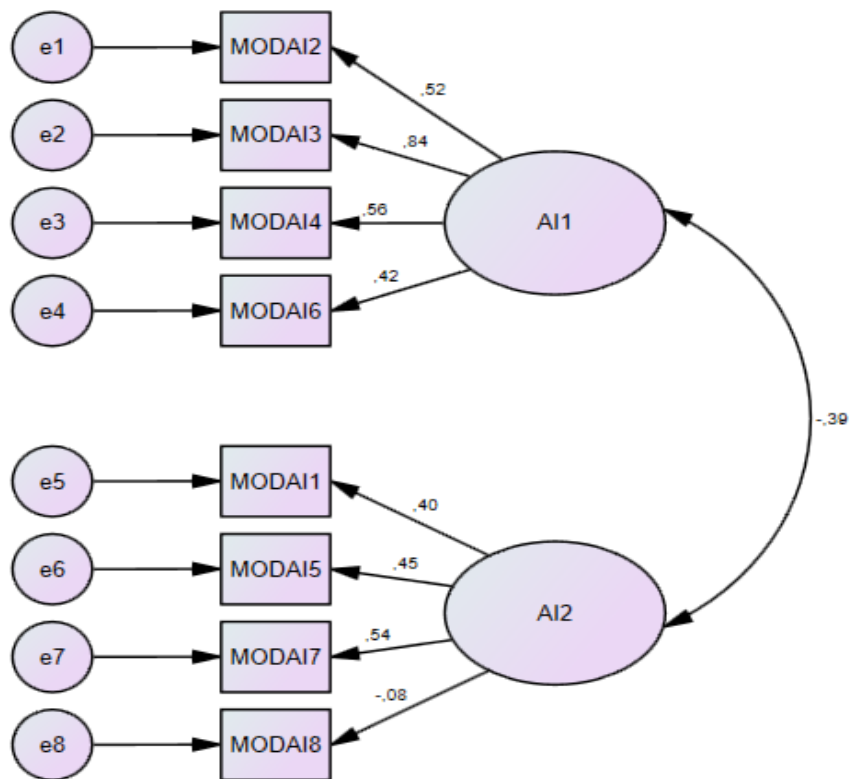 e1 MODAI2
,52
e2 MODAI3 ,84
e3 MODAI4 ,56 AI1
e4 MODAI6 ,42
-,39
e5 MODAI1 ,40
e6 MODAI5 ,45
e7 MODAI7 ,54 AI2
e8 MODAI8 -,08